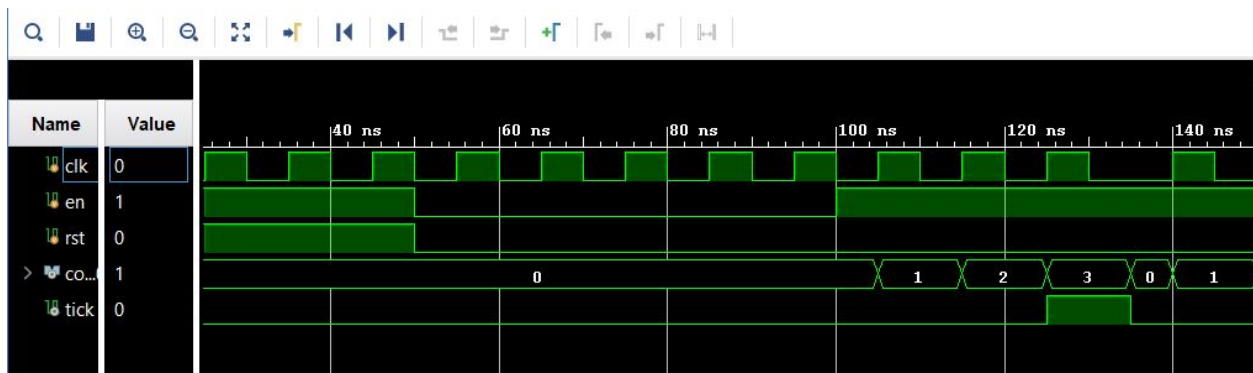 40 ns 60 ns 80 ns 100 ns 120 ns 140 ns
Name Value
clk 0
en 1
rst 0
co... 1 0 1 2 3 0 1
tick 0